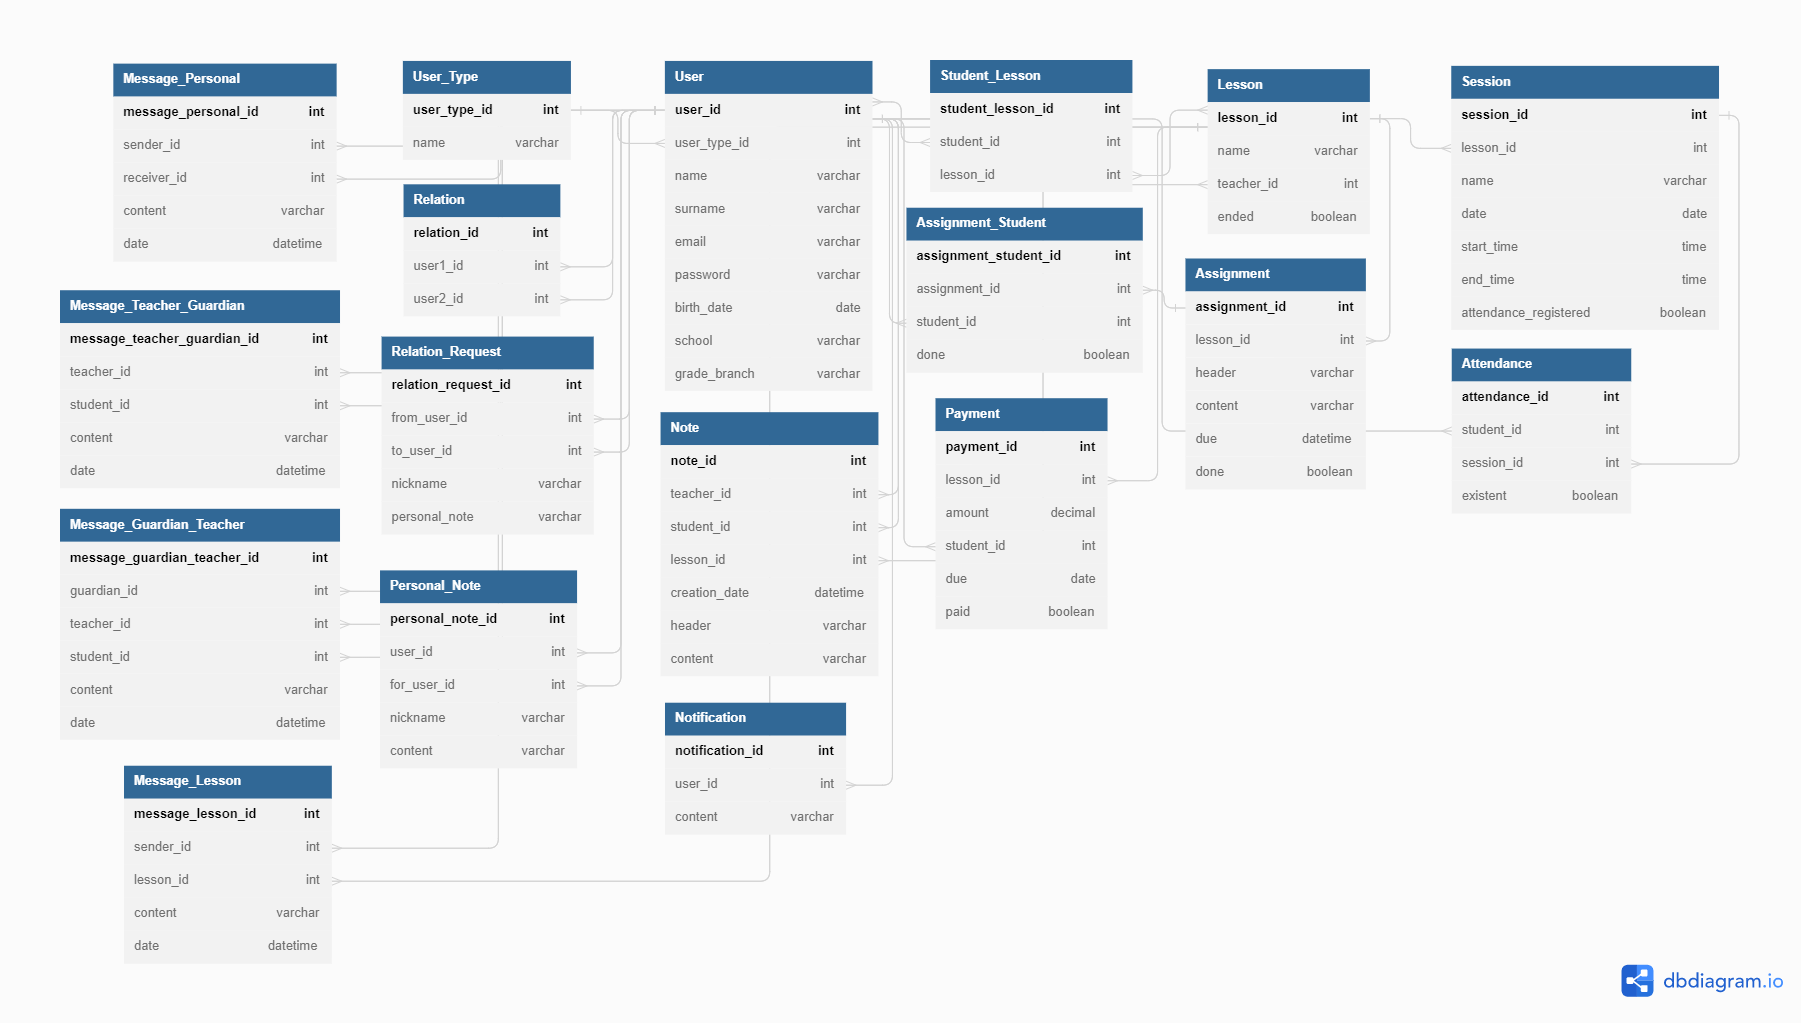 Message_Personal
message_personal_id int
sender_id int
receiver_id int
content varchar
date datetime
User_Type
user_type_id int
name varchar
Relation
relation_id int
user1_id int
user2_id int
User
user_id int
user_type_id int
name varchar
surname varchar
email varchar
password varchar
birth_date date
school varchar
grade_branch varchar
Student_Lesson
student_lesson_id int
student_id int
lesson_id int
Lesson
lesson_id int
name varchar
teacher_id int
ended boolean
Session
session_id int
lesson_id int
name varchar
date date
start_time time
end_time time
attendance_registered boolean
Assignment_Student
assignment_student_id int
assignment_id int
student_id int
done boolean
Assignment
assignment_id int
lesson_id int
header varchar
content varchar
due datetime
done boolean
Message_Teacher_Guardian
message_teacher_guardian_id int
teacher_id int
student_id int
content varchar
date datetime
Relation_Request
relation_request_id int
from_user_id int
to_user_id int
nickname varchar
personal_note varchar
Attendance
attendance_id int
student_id int
session_id int
existent boolean
Note
note_id int
teacher_id int
student_id int
lesson_id int
creation_date datetime
header varchar
content varchar
Payment
payment_id int
lesson_id int
amount decimal
student_id int
due date
paid boolean
Message_Guardian_Teacher
message_guardian_teacher_id int
guardian_id int
teacher_id int
student_id int
content varchar
date datetime
Personal_Note
personal_note_id int
user_id int
for_user_id int
nickname varchar
content varchar
Notification
notification_id int
user_id int
content varchar
Message_Lesson
message_lesson_id int
sender_id int
lesson_id int
content varchar
date datetime
dbdiagram.io